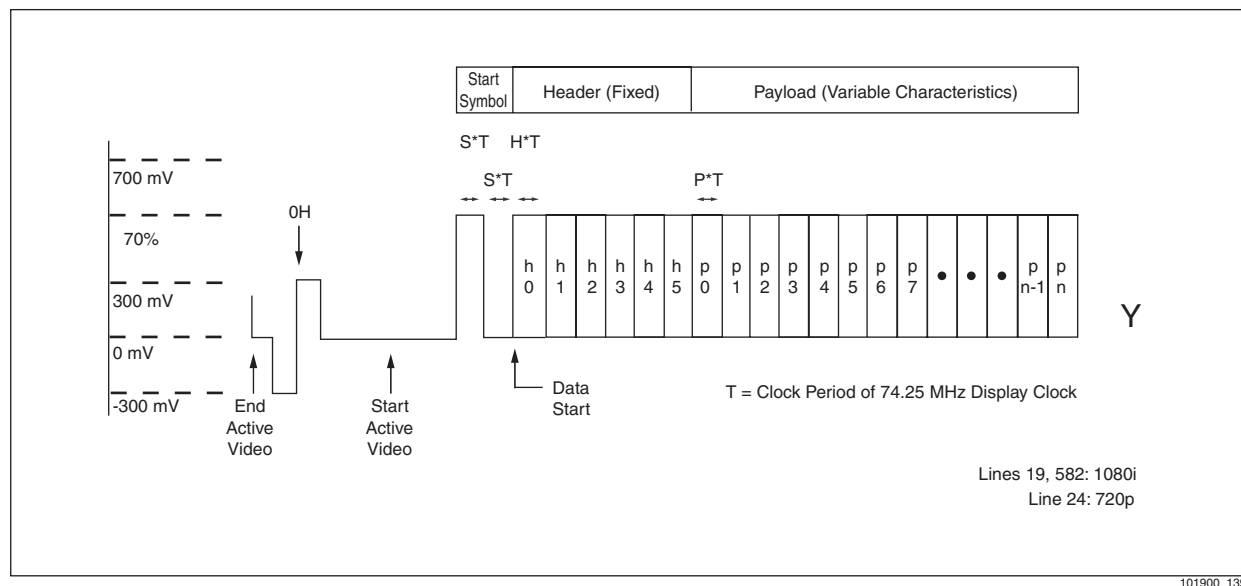 Start
Symbol
Header (Fixed)
Payload (Variable Characteristics)
S*T
H*T
S*T
P*T
700 mV
70%
300 mV
0 mV
-300 mV
0H
h
0
h
1
h
2
h
3
h
4
h
5
p
0
p
1
p
2
p
3
p
4
p
5
p
6
p
7
• • •
p
n-1
p
n
Y
End
Active
Video
Start
Active
Video
Data
Start
T = Clock Period of 74.25 MHz Display Clock
Lines 19, 582: 1080i
Line 24: 720p